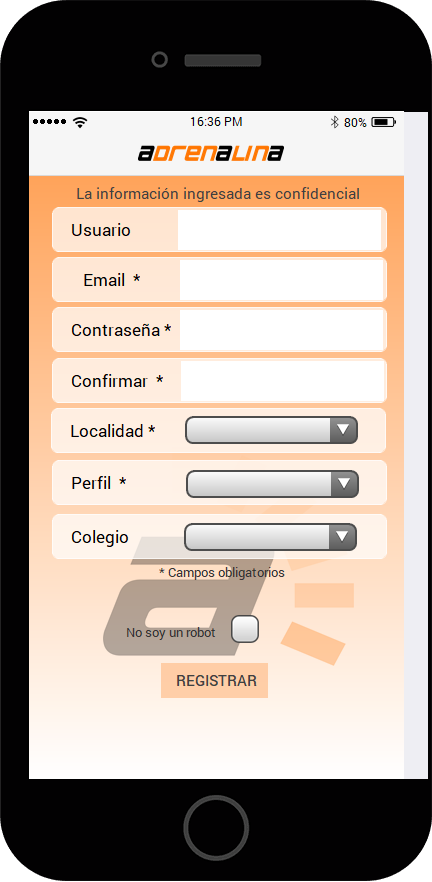 16:36 PM
80%
aDRENaLINa
La información ingresada es confidencial
Usuario
Email *
Contraseña *
Confirmar *
Localidad *
Perfil *
Colegio
* Campos obligatorios
No soy un robot
REGISTRAR